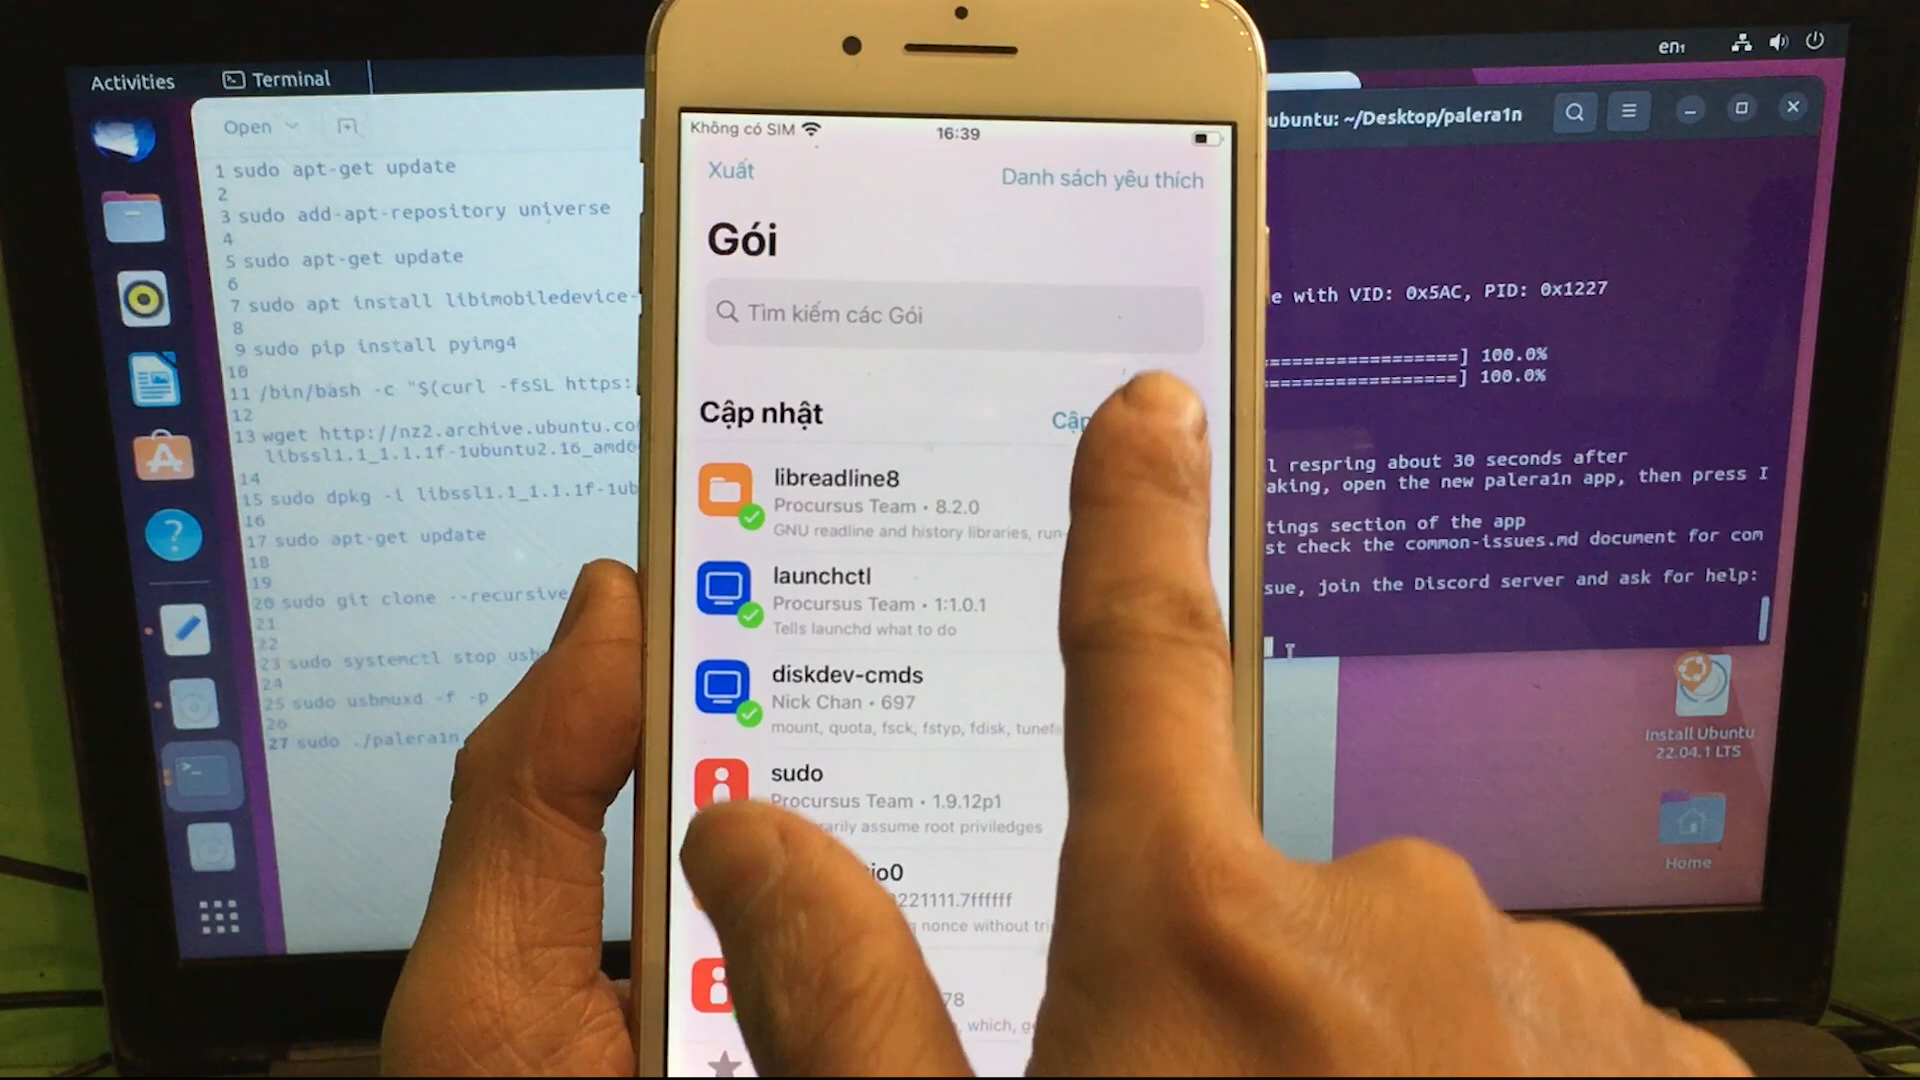 Activities
Terminal
en₁
Open
1 sudo apt-get update
2
3 sudo add-apt-repository universe
4
5 sudo apt-get update
6
7 sudo apt install libimobiledevice-
8
9 sudo pip install pyimg4
10
11 /bin/bash -c "$(curl -fsSL https:
12
13 wget http://nz2.archive.ubuntu.co
libssl1.1_1.1.1f-1ubuntu2.16_amd6
14
15 sudo dpkg -i libssl1.1_1.1.1f-1ub
16
17 sudo apt-get update
18
19
20 sudo git clone --recursive
21
22
23 sudo systemctl stop usb
24
25 sudo usbmuxd -f -p
26
27 sudo ./palera1n
Không có SIM
16:39
Xuất
Danh sách yêu thích
Gói
Tìm kiếm các Gói
Cập nhật
Cập
libreadline8
Procursus Team • 8.2.0
GNU readline and history libraries, run-
launchctl
Procursus Team • 1:1.0.1
Tells launchd what to do
diskdev-cmds
Nick Chan • 697
mount, quota, fsck, fstyp, fdisk, tunefs
sudo
Procursus Team • 1.9.12p1
arily assume root priviledges
io0
221111.7ffffff
nonce without tri
78
, which, ge
ubuntu: ~/Desktop/palera1n
e with VID: 0x5AC, PID: 0x1227
==================] 100.0%
==================] 100.0%
l respring about 30 seconds after
aking, open the new palera1n app, then press I
tings section of the app
st check the common-issues.md document for com
sue, join the Discord server and ask for help:
Install Ubuntu
22.04.1 LTS
Home